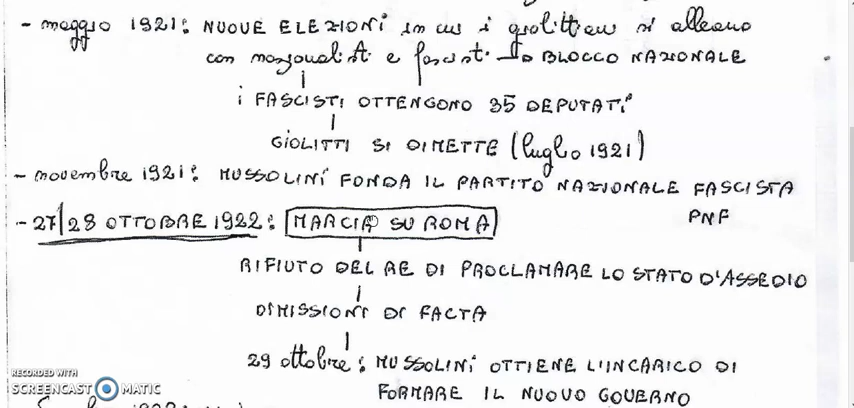 - maggio 1921: NUOVE ELEZIONI in cui i giolittiani si alleano
con nazionalisti e fascisti → BLOCCO NAZIONALE
i FASCISTI OTTENGONO 35 DEPUTATI
GIOLITTI SI DIMETTE (luglio 1921)
- novembre 1921: MUSSOLINI FONDA IL PARTITO NAZIONALE FASCISTA
PNF
- 27/28 OTTOBRE 1922: MARCIA SU ROMA
RIFIUTO DEL RE DI PROCLAMARE LO STATO D'ASSEDIO
DIMISSIONI DI FACTA
29 ottobre: MUSSOLINI OTTIENE L'INCARICO DI
FORMARE IL NUOVO GOVERNO
RECORDED WITH
SCREENCAST MATIC